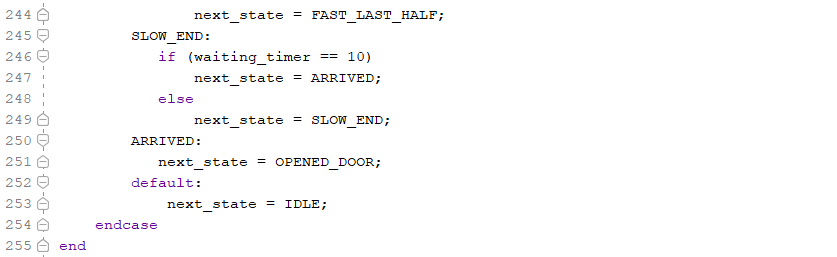 244 next_state = FAST_LAST_HALF;
245 SLOW_END:
246 if (waiting_timer == 10)
247 next_state = ARRIVED;
248 else
249 next_state = SLOW_END;
250 ARRIVED:
251 next_state = OPENED_DOOR;
252 default:
253 next_state = IDLE;
254 endcase
255 end